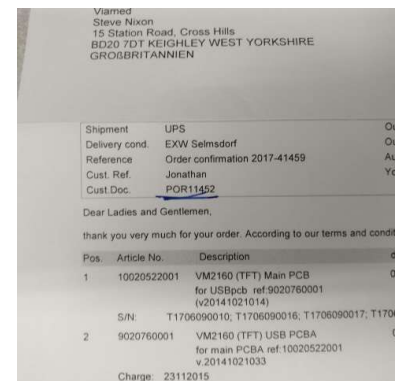 Viamed
Steve Nixon
15 Station Road, Cross Hills
BD20 7DT KEIGHLEY WEST YORKSHIRE
GROßBRITANNIEN
Shipment UPS
Delivery cond. EXW Selmsdorf
Reference Order confirmation 2017-41459
Cust. Ref. Jonathan
Cust.Doc. POR11452
Dear Ladies and Gentlemen,
thank you very much for your order. According to our terms and
Pos. Article No. Description
1 10020522001 VM2160 (TFT) Main PCB
for USBpcb ref:9020760001
(v20141021014)
S/N: T1706090010; T1706090016; T1706090017;
2 9020760001 VM2160 (TFT) USB PCBA
for main PCBA ref:10020522001
v.20141021033
Charge: 23112015